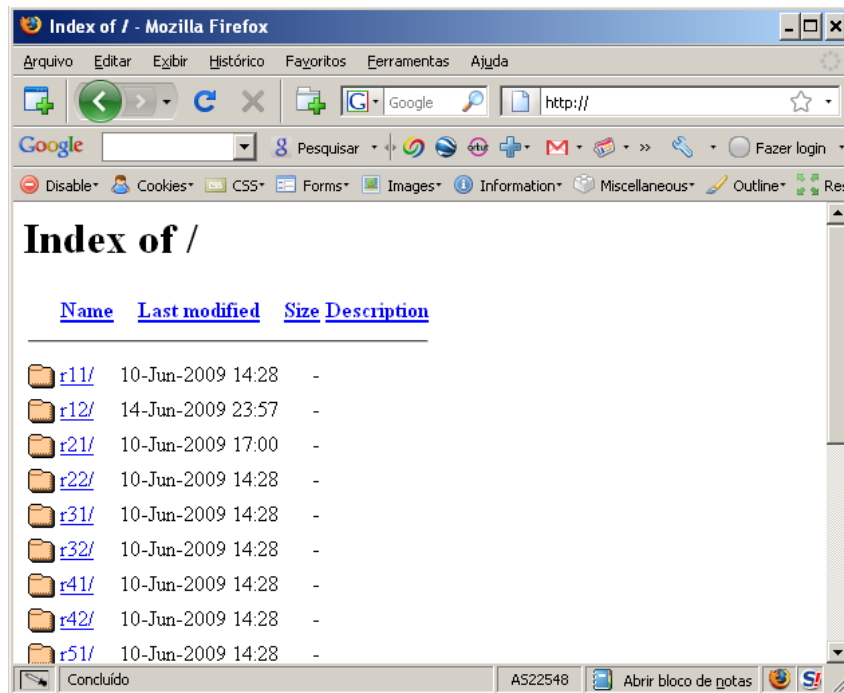 Index of / - Mozilla Firefox
Arquivo Editar Exibir Histórico Favoritos Ferramentas Ajuda
G Google http://
Google Pesquisar ortut » Fazer login
Disable Cookies CSS Forms Images Information Miscellaneous Outline Res
Index of /
Name Last modified Size Description
r11/ 10-Jun-2009 14:28 -
r12/ 14-Jun-2009 23:57 -
r21/ 10-Jun-2009 17:00 -
r22/ 10-Jun-2009 14:28 -
r31/ 10-Jun-2009 14:28 -
r32/ 10-Jun-2009 14:28 -
r41/ 10-Jun-2009 14:28 -
r42/ 10-Jun-2009 14:28 -
r51/ 10-Jun-2009 14:28 -
Concluído AS22548 Abrir bloco de notas S!